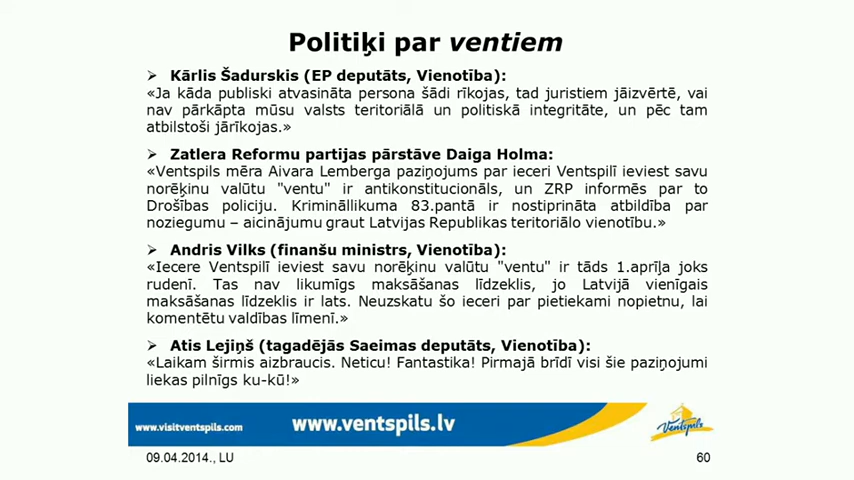 Politiķi par ventiem
➢ Kārlis Šadurskis (EP deputāts, Vienotība):
«Ja kāda publiski atvasināta persona šādi rīkojas, tad juristiem jāizvērtē, vai
nav pārkāpta mūsu valsts teritoriālā un politiskā integritāte, un pēc tam
atbilstoši jārīkojas.»
➢ Zatlera Reformu partijas pārstāve Daiga Holma:
«Ventspils mēra Aivara Lemberga paziņojums par ieceri Ventspilī ieviest savu
norēķinu valūtu "ventu" ir antikonstitucionāls, un ZRP informēs par to
Drošības policiju. Krimināllikuma 83.pantā ir nostiprināta atbildība par
noziegumu – aicinājumu graut Latvijas Republikas teritoriālo vienotību.»
➢ Andris Vilks (finanšu ministrs, Vienotība):
«Iecere Ventspilī ieviest savu norēķinu valūtu "ventu" ir tāds 1.aprīļa joks
rudenī. Tas nav likumīgs maksāšanas līdzeklis, jo Latvijā vienīgais
maksāšanas līdzeklis ir lats. Neuzskatu šo ieceri par pietiekami nopietnu, lai
komentētu valdības līmenī.»
➢ Atis Lejiņš (tagadējās Saeimas deputāts, Vienotība):
«Laikam širmis aizbraucis. Neticu! Fantastika! Pirmajā brīdī visi šie paziņojumi
liekas pilnīgs ku-kū!»
www.visitventspils.com
www.ventspils.lv
Ventspils
09.04.2014., LU
60